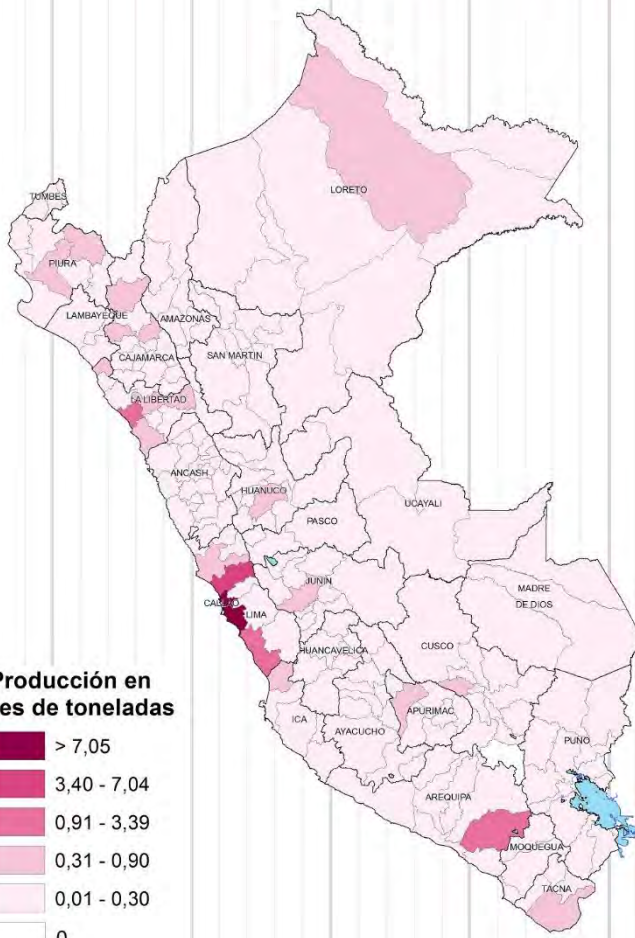 TUMBES
PIURA
LORETO
LAMBAYEQUE
AMAZONAS
CAJAMARCA
SAN MARTIN
LA LIBERTAD
ANCASH
HUANUCO
UCAYALI
PASCO
JUNIN
MADRE
DE DIOS
CALLAO
LIMA
HUANCAVELICA
CUSCO
ICA
AYACUCHO
APURIMAC
PUNO
AREQUIPA
MOQUEGUA
TACNA
Producción en
es de toneladas
> 7,05
3,40 - 7,04
0,91 - 3,39
0,31 - 0,90
0,01 - 0,30
0